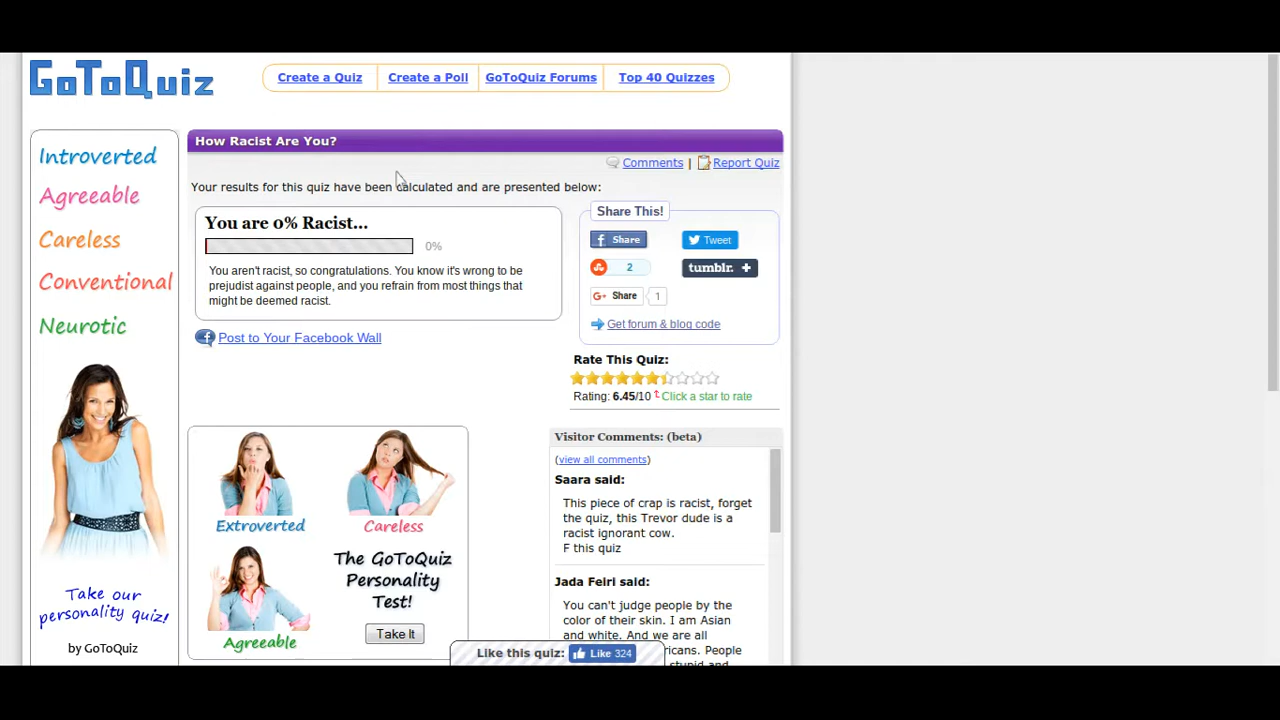 GoToQuiz
Create a Quiz
Create a Poll
GoToQuiz Forums
Top 40 Quizzes
Introverted
Agreeable
Careless
Conventional
Neurotic
Take our
personality quiz!
by GoToQuiz
How Racist Are You?
Comments | Report Quiz
Your results for this quiz have been calculated and are presented below:
You are 0% Racist...
0%
You aren't racist, so congratulations. You know it's wrong to be
prejudist against people, and you refrain from most things that
might be deemed racist.
Post to Your Facebook Wall
Share This!
f Share
Tweet
2
tumblr. +
G+ Share 1
Get forum & blog code
Rate This Quiz:
Rating: 6.45/10 Click a star to rate
Extroverted
Careless
Agreeable
The GoToQuiz
Personality
Test!
Take It
Visitor Comments: (beta)
(view all comments)
Saara said:
This piece of crap is racist, forget
the quiz, this Trevor dude is a
racist ignorant cow.
F this quiz
Jada Feiri said:
You can't judge people by the
color of their skin. I am Asian
and white. And we are all
ricans. People
stupid and
Like this quiz: Like 324